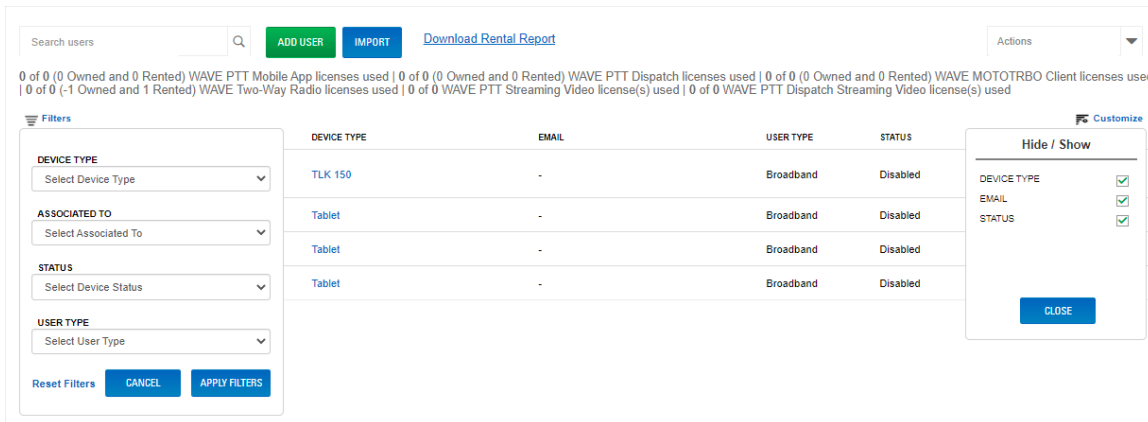 Search users
ADD USER
IMPORT
Download Rental Report
Actions
0 of 0 (0 Owned and 0 Rented) WAVE PTT Mobile App licenses used | 0 of 0 (0 Owned and 0 Rented) WAVE PTT Dispatch licenses used | 0 of 0 (0 Owned and 0 Rented) WAVE MOTOTRBO Client licenses
| 0 of 0 (-1 Owned and 1 Rented) WAVE Two-Way Radio licenses used | 0 of 0 WAVE PTT Streaming Video license(s) used | 0 of 0 WAVE PTT Dispatch Streaming Video license(s) used
Filters
Customize
DEVICE TYPE
Select Device Type
ASSOCIATED TO
Select Associated To
STATUS
Select Device Status
USER TYPE
Select User Type
Reset Filters
CANCEL
APPLY FILTERS
DEVICE TYPE EMAIL USER TYPE STATUS
TLK 150 - Broadband Disabled
Tablet - Broadband Disabled
Tablet - Broadband Disabled
Tablet - Broadband Disabled
Hide / Show
DEVICE TYPE
EMAIL
STATUS
CLOSE